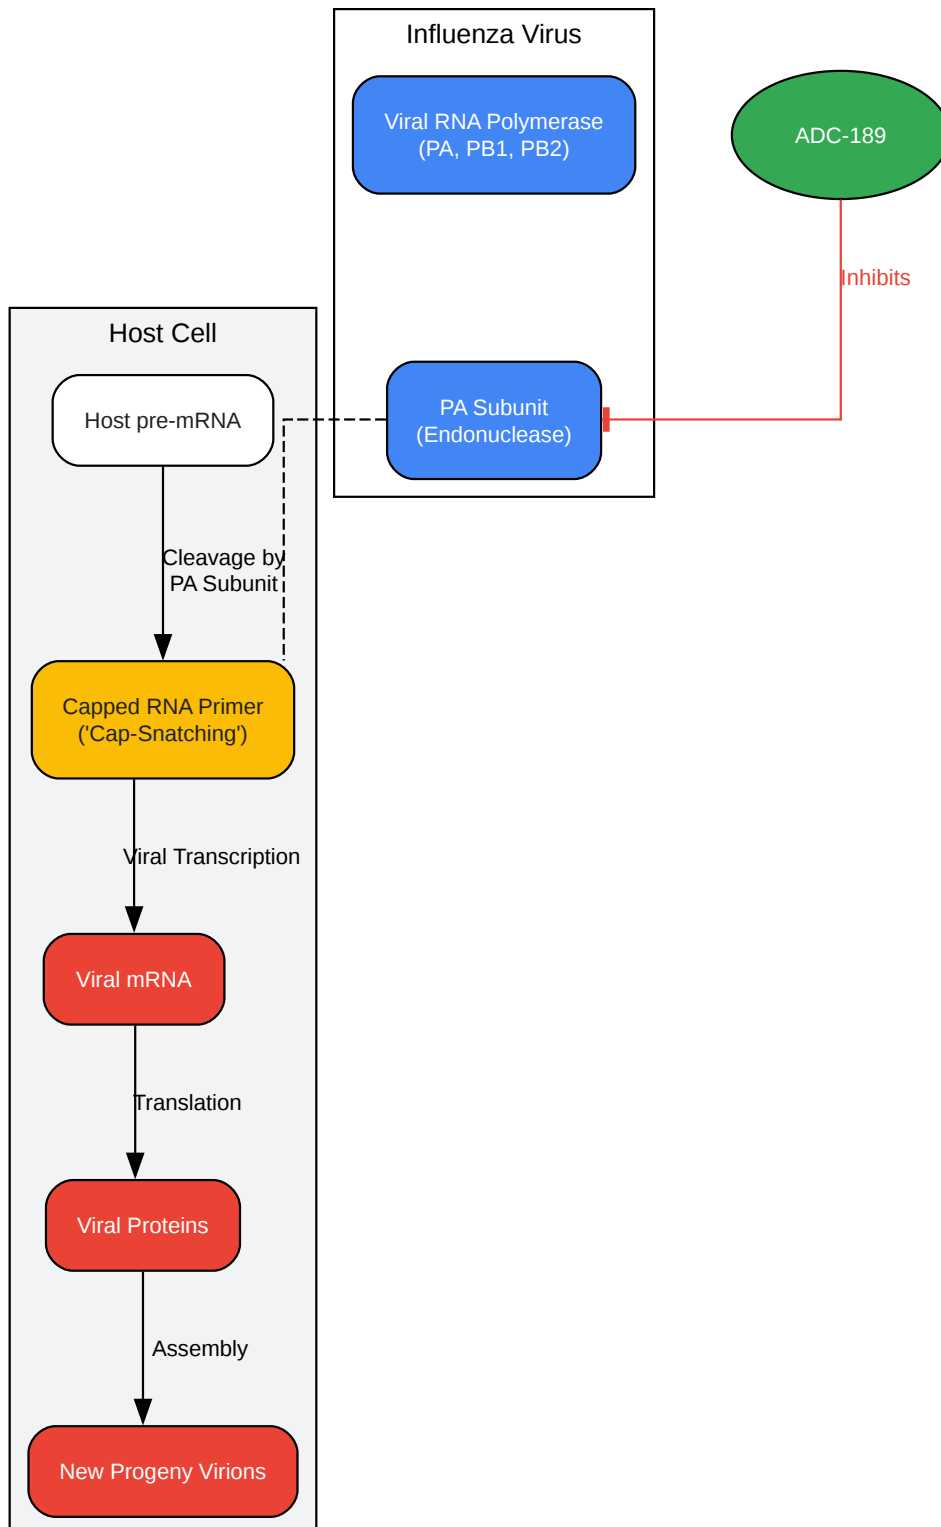 Influenza Virus
Viral RNA Polymerase
(PA, PB1, PB2)
ADC-189
Inhibits
Host Cell
Host pre-mRNA
PA Subunit
(Endonuclease)
Cleavage by
PA Subunit
Capped RNA Primer
('Cap-Snatching')
Viral Transcription
Viral mRNA
Translation
Viral Proteins
Assembly
New Progeny Virions